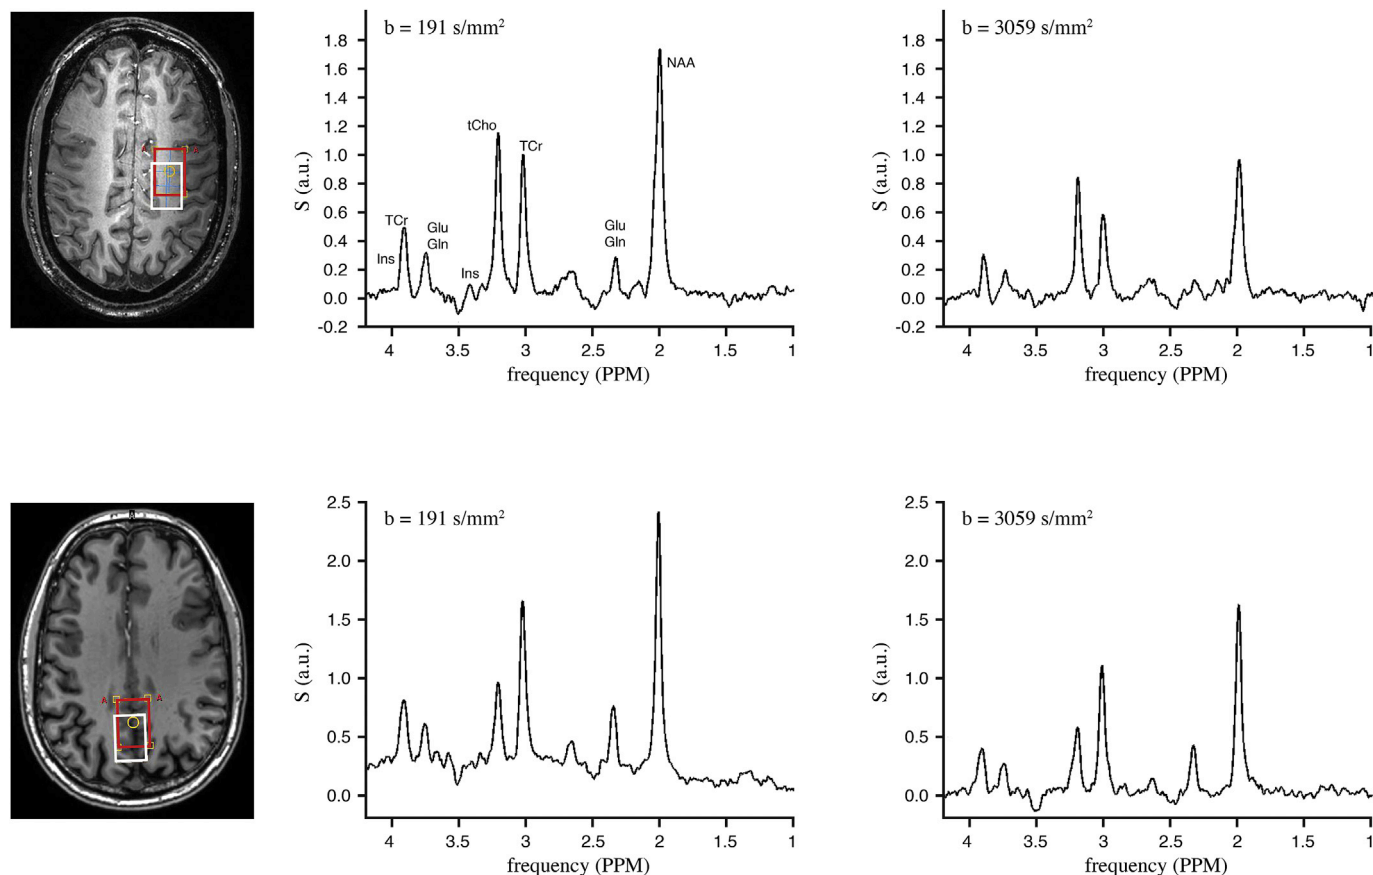 b = 191 s/mm²
1.8
1.6
1.4
1.2
1.0
0.8
0.6
0.4
0.2
0.0
-0.2
S (a.u.)
NAA
tCho
TCr
TCr
Glu
Gln
Ins
Ins
Glu
Gln
4
3.5
3
2.5
2
1.5
1
frequency (PPM)
b = 3059 s/mm²
1.8
1.6
1.4
1.2
1.0
0.8
0.6
0.4
0.2
0.0
-0.2
S (a.u.)
4
3.5
3
2.5
2
1.5
1
frequency (PPM)
A A
b = 191 s/mm²
2.5
2.0
1.5
1.0
0.5
0.0
S (a.u.)
4
3.5
3
2.5
2
1.5
1
frequency (PPM)
b = 3059 s/mm²
2.5
2.0
1.5
1.0
0.5
0.0
S (a.u.)
4
3.5
3
2.5
2
1.5
1
frequency (PPM)
A A